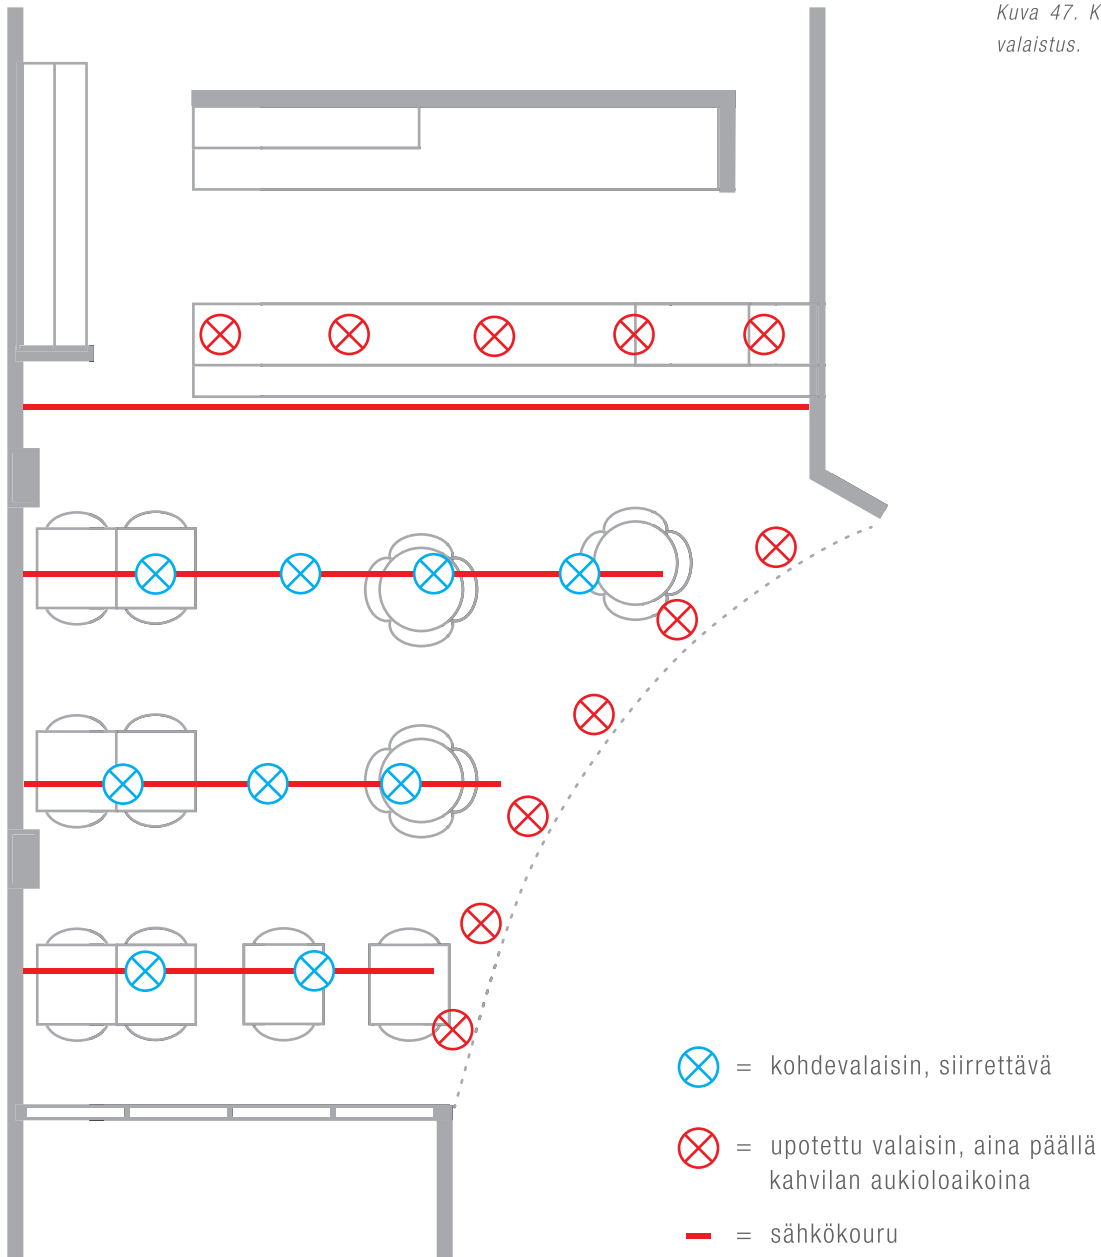 Kuva 47. K
valaistus.
= kohdevalaisin, siirrettävä
= upotettu valaisin, aina päällä
kahvilan aukioloaikoina
= sähkökouru